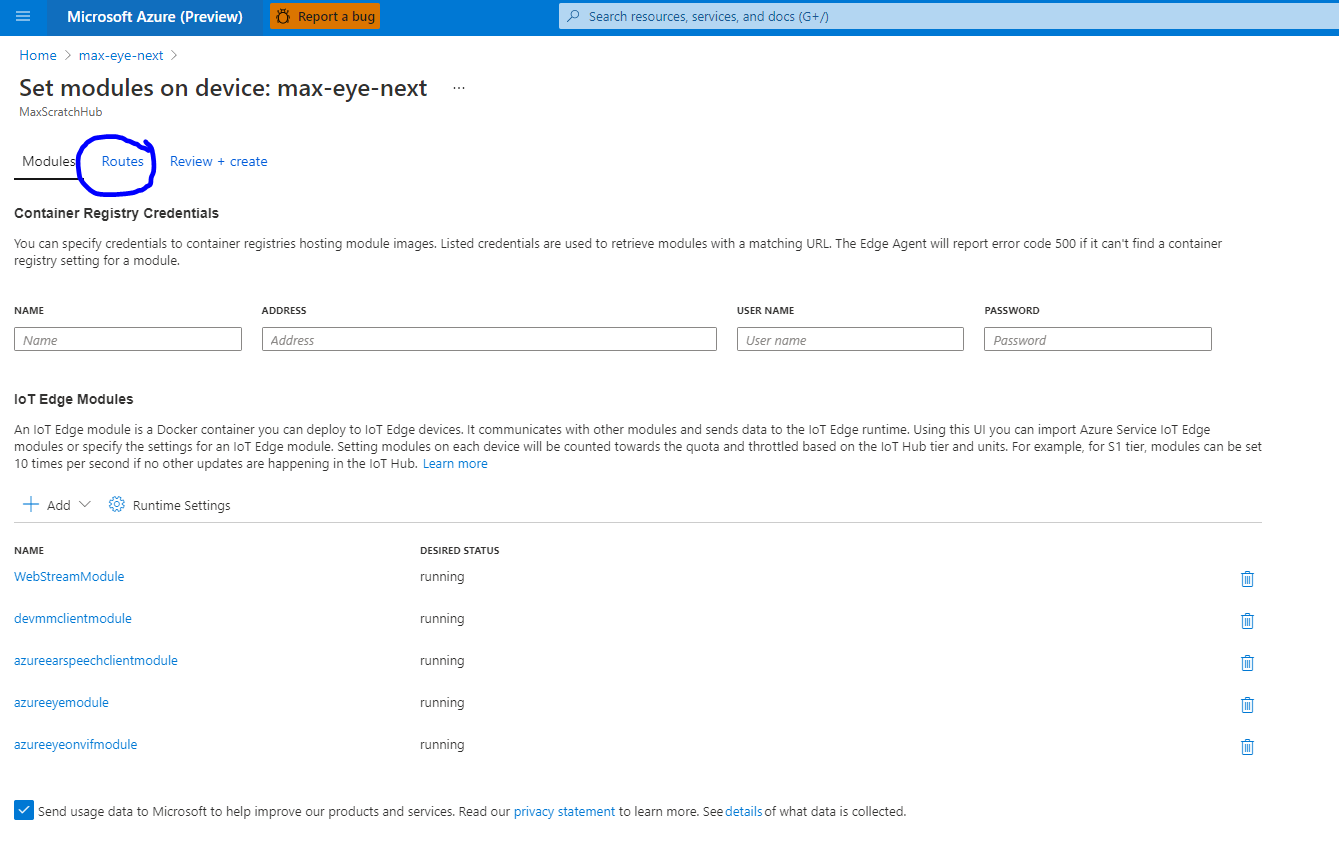 Microsoft Azure (Preview) Report a bug Search resources, services, and docs (G+/)
Home > max-eye-next >
Set modules on device: max-eye-next ...
MaxScratchHub
Modules Routes Review + create
Container Registry Credentials
You can specify credentials to container registries hosting module images. Listed credentials are used to retrieve modules with a matching URL. The Edge Agent will report error code 500 if it can't find a container
registry setting for a module.
NAME ADDRESS USER NAME PASSWORD
Name Address User name Password
IoT Edge Modules
An IoT Edge module is a Docker container you can deploy to IoT Edge devices. It communicates with other modules and sends data to the IoT Edge runtime. Using this UI you can import Azure Service IoT Edge
modules or specify the settings for an IoT Edge module. Setting modules on each device will be counted towards the quota and throttled based on the IoT Hub tier and units. For example, for S1 tier, modules can be set
10 times per second if no other updates are happening in the IoT Hub. Learn more
Add Runtime Settings
NAME DESIRED STATUS
WebStreamModule running
devmmclientmodule running
azureearspeechclientmodule running
azureeyemodule running
azureeyeonvifmodule running
Send usage data to Microsoft to help improve our products and services. Read our privacy statement to learn more. See details of what data is collected.